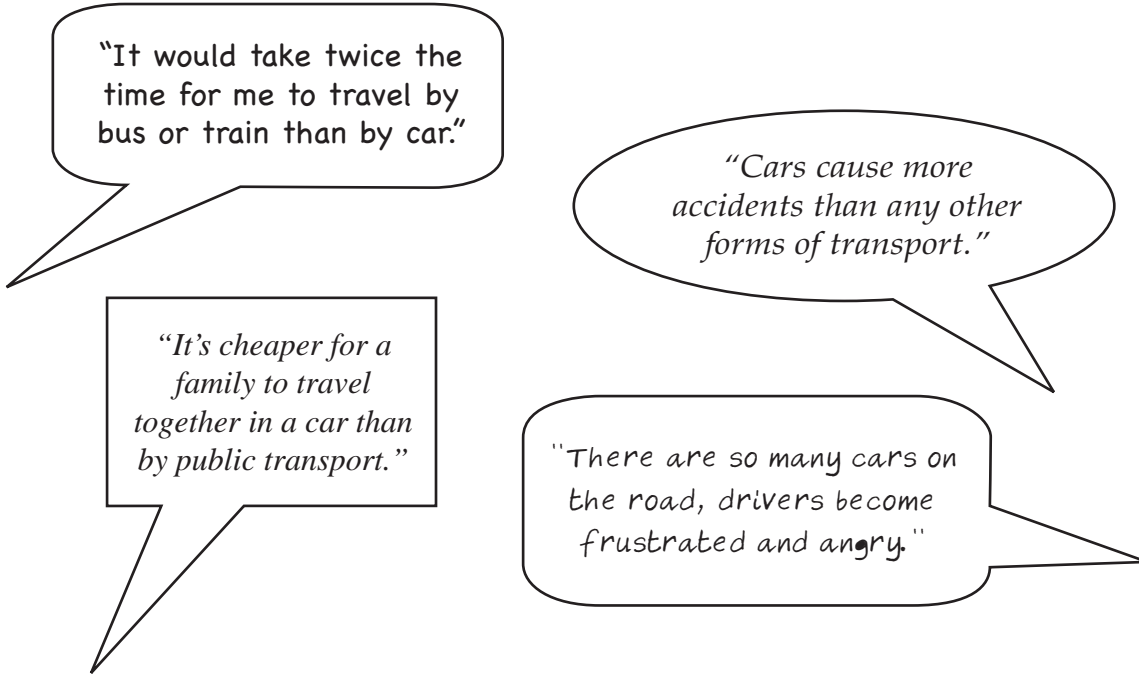 “It would take twice the
time for me to travel by
bus or train than by car.”
“Cars cause more
accidents than any other
forms of transport.”
“It’s cheaper for a
family to travel
together in a car than
by public transport.”
"There are so many cars on
the road, drivers become
frustrated and angry."